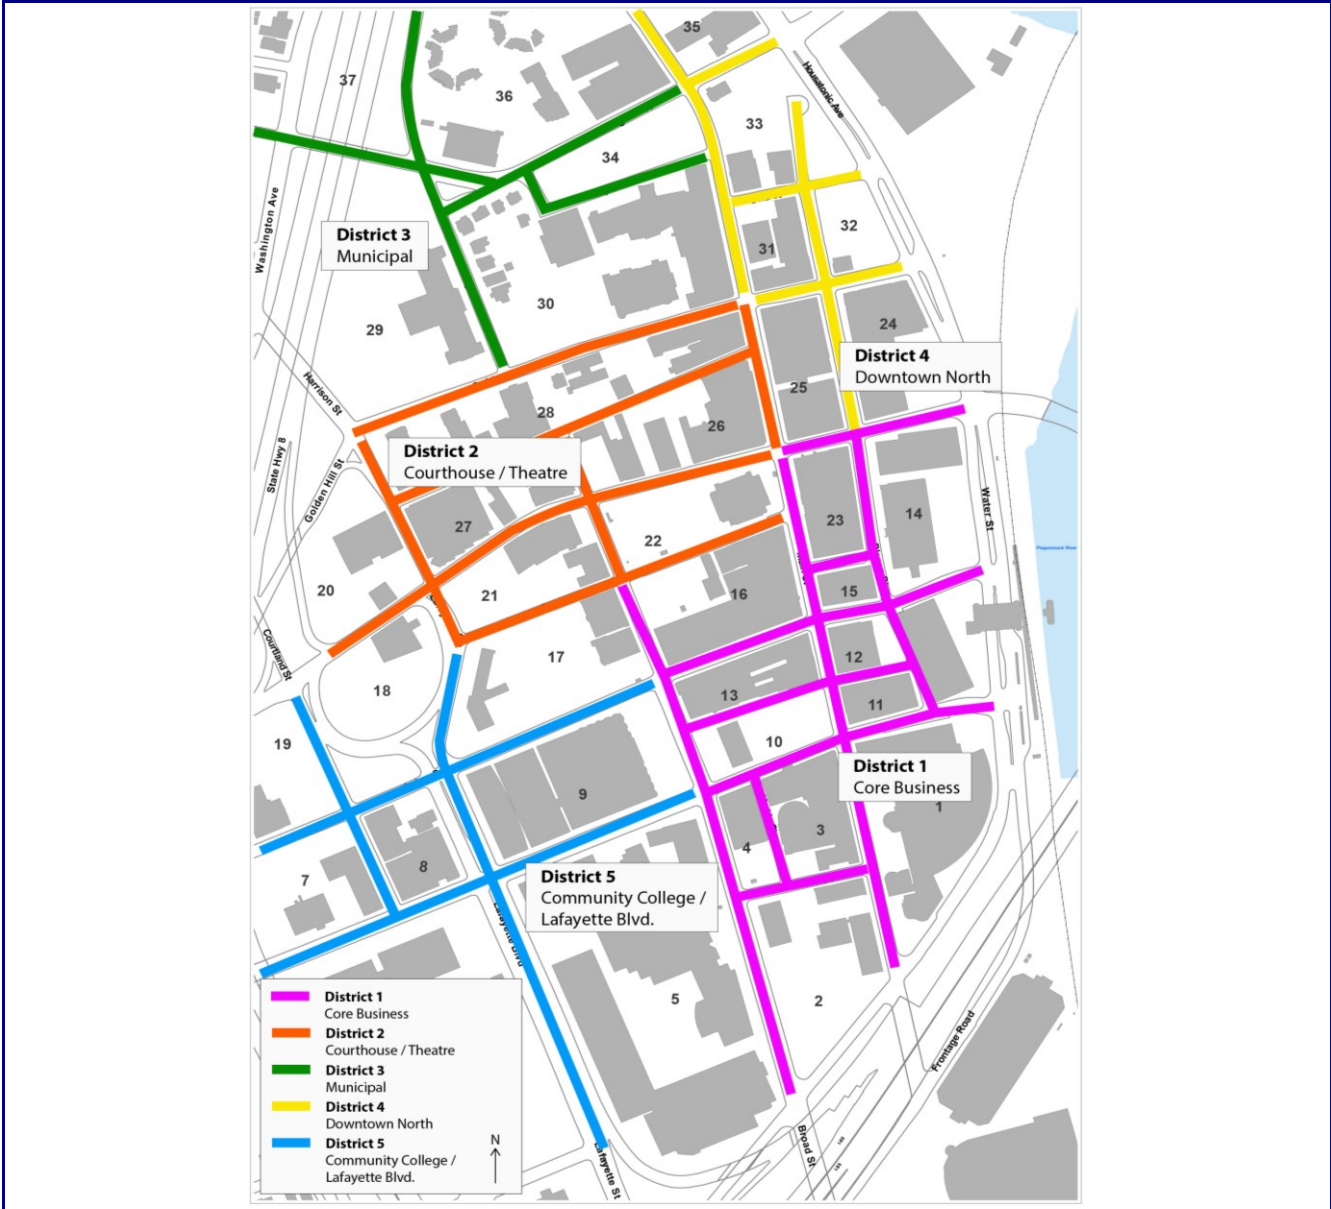 35
37
36
Housatonic Ave
33
34
Washington Ave
32
District 3
Municipal
31
30
29
24
District 4
Downtown North
Harrison St
25
28
26
District 2
Courthouse / Theatre
State Hwy 8
Golden Hill St
27
23
14
Water St
22
Pequonnock River
20
21
16
15
Courtland St
17
12
18
13
11
19
10
District 1
Core Business
9
1
3
4
8
7
District 5
Community College /
Lafayette Blvd.
Lafayette Blvd
5
2
Frontage Road
District 1
Core Business
District 2
Courthouse / Theatre
District 3
Municipal
District 4
Downtown North
District 5
Community College /
Lafayette Blvd.
N
Broad St
Lafayette St